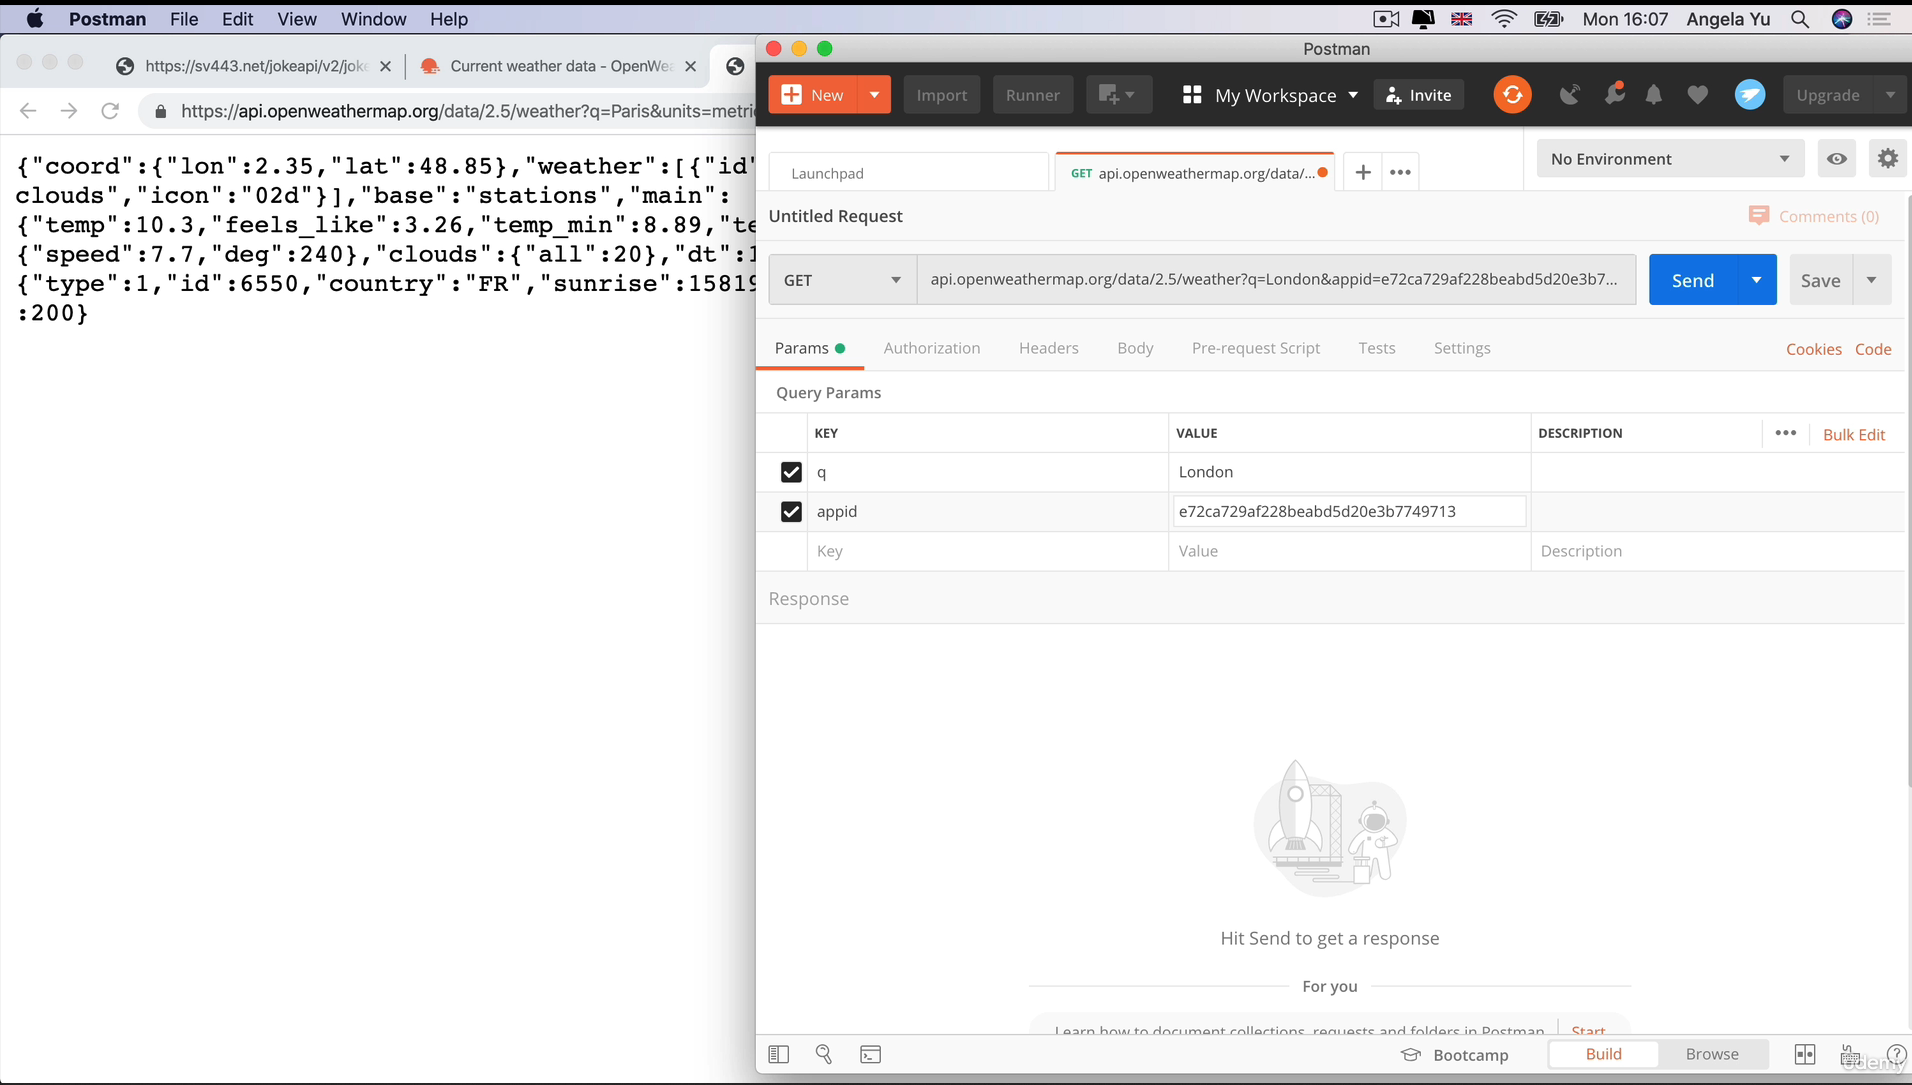 Postman File Edit View Window Help Mon 16:07 Angela Yu
https://sv443.net/jokeapi/v2/joke Current weather data - OpenWea
https://api.openweathermap.org/data/2.5/weather?q=Paris&units=metri
{"coord":{"lon":2.35,"lat":48.85},"weather":[{"id"
clouds","icon":"02d"}],"base":"stations","main":
{"temp":10.3,"feels_like":3.26,"temp_min":8.89,"te
{"speed":7.7,"deg":240},"clouds":{"all":20},"dt":1
{"type":1,"id":6550,"country":"FR","sunrise":15819
:200}
Postman
New Import Runner My Workspace Invite Upgrade
Launchpad GET api.openweathermap.org/data/... No Environment
Untitled Request Comments (0)
GET api.openweathermap.org/data/2.5/weather?q=London&appid=e72ca729af228beabd5d20e3b7... Send Save
Params Authorization Headers Body Pre-request Script Tests Settings Cookies Code
Query Params
KEY VALUE DESCRIPTION ••• Bulk Edit
q London
appid e72ca729af228beabd5d20e3b7749713
Key Value Description
Response
Hit Send to get a response
For you
Learn how to document collections, requests and folders in Postman Start
Bootcamp Build Browse
udemy